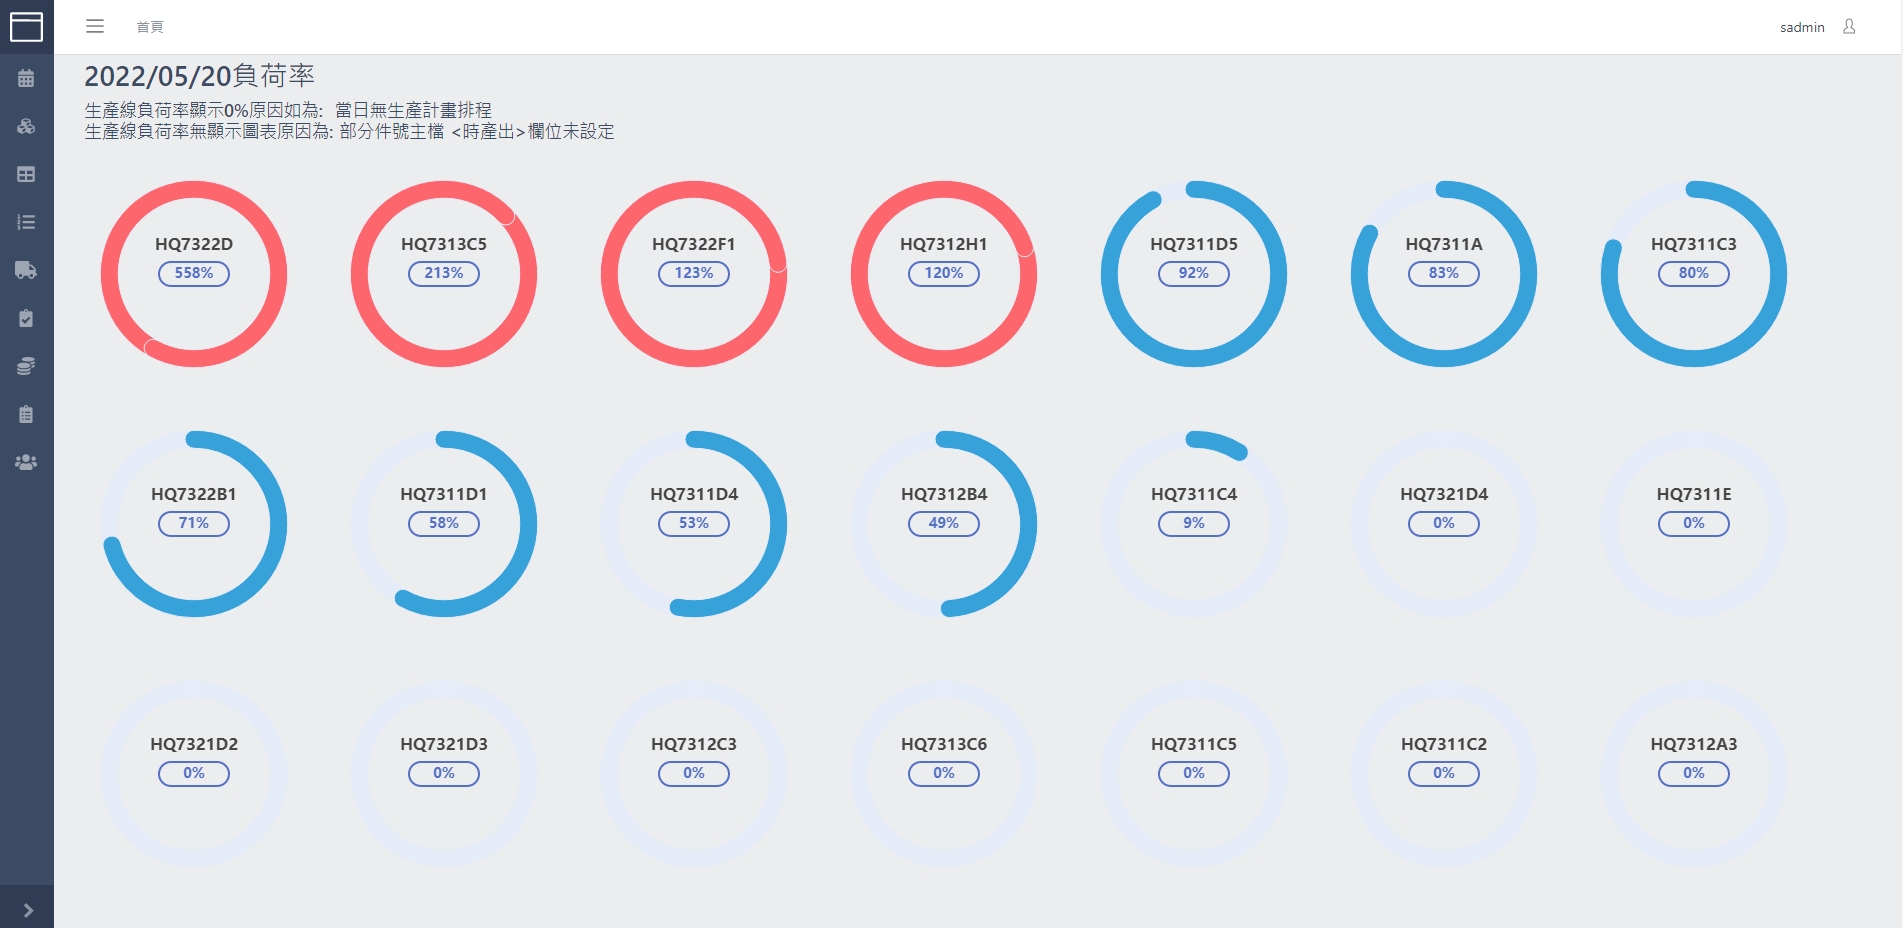 首頁
sadmin
2022/05/20負荷率
生產線負荷率顯示0%原因如為: 當日無生產計畫排程
生產線負荷率無顯示圖表原因為: 部分件號主檔 <時產出>欄位未設定
HQ7322D
558%
HQ7313C5
213%
HQ7322F1
123%
HQ7312H1
120%
HQ7311D5
92%
HQ7311A
83%
HQ7311C3
80%
HQ7322B1
71%
HQ7311D1
58%
HQ7311D4
53%
HQ7312B4
49%
HQ7311C4
9%
HQ7321D4
0%
HQ7311E
0%
HQ7321D2
0%
HQ7321D3
0%
HQ7312C3
0%
HQ7313C6
0%
HQ7311C5
0%
HQ7311C2
0%
HQ7312A3
0%